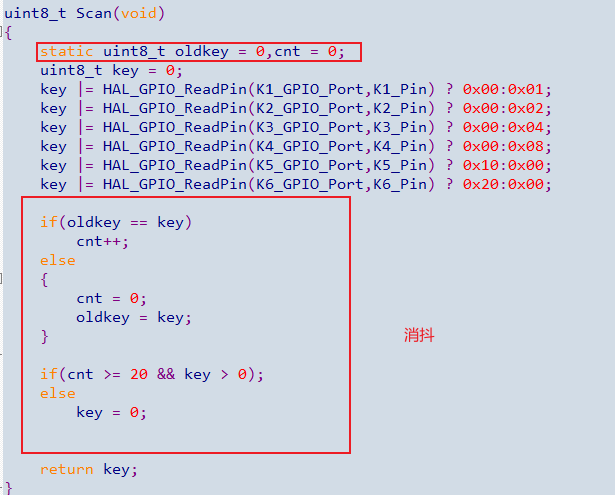 uint8_t Scan(void)
{
static uint8_t oldkey = 0,cnt = 0;
uint8_t key = 0;
key |= HAL_GPIO_ReadPin(K1_GPIO_Port,K1_Pin) ? 0x00:0x01;
key |= HAL_GPIO_ReadPin(K2_GPIO_Port,K2_Pin) ? 0x00:0x02;
key |= HAL_GPIO_ReadPin(K3_GPIO_Port,K3_Pin) ? 0x00:0x04;
key |= HAL_GPIO_ReadPin(K4_GPIO_Port,K4_Pin) ? 0x00:0x08;
key |= HAL_GPIO_ReadPin(K5_GPIO_Port,K5_Pin) ? 0x10:0x00;
key |= HAL_GPIO_ReadPin(K6_GPIO_Port,K6_Pin) ? 0x20:0x00;
if(oldkey == key)
cnt++;
else
{
cnt = 0;
oldkey = key;
}
消抖
if(cnt >= 20 && key > 0);
else
key = 0;
return key;
}